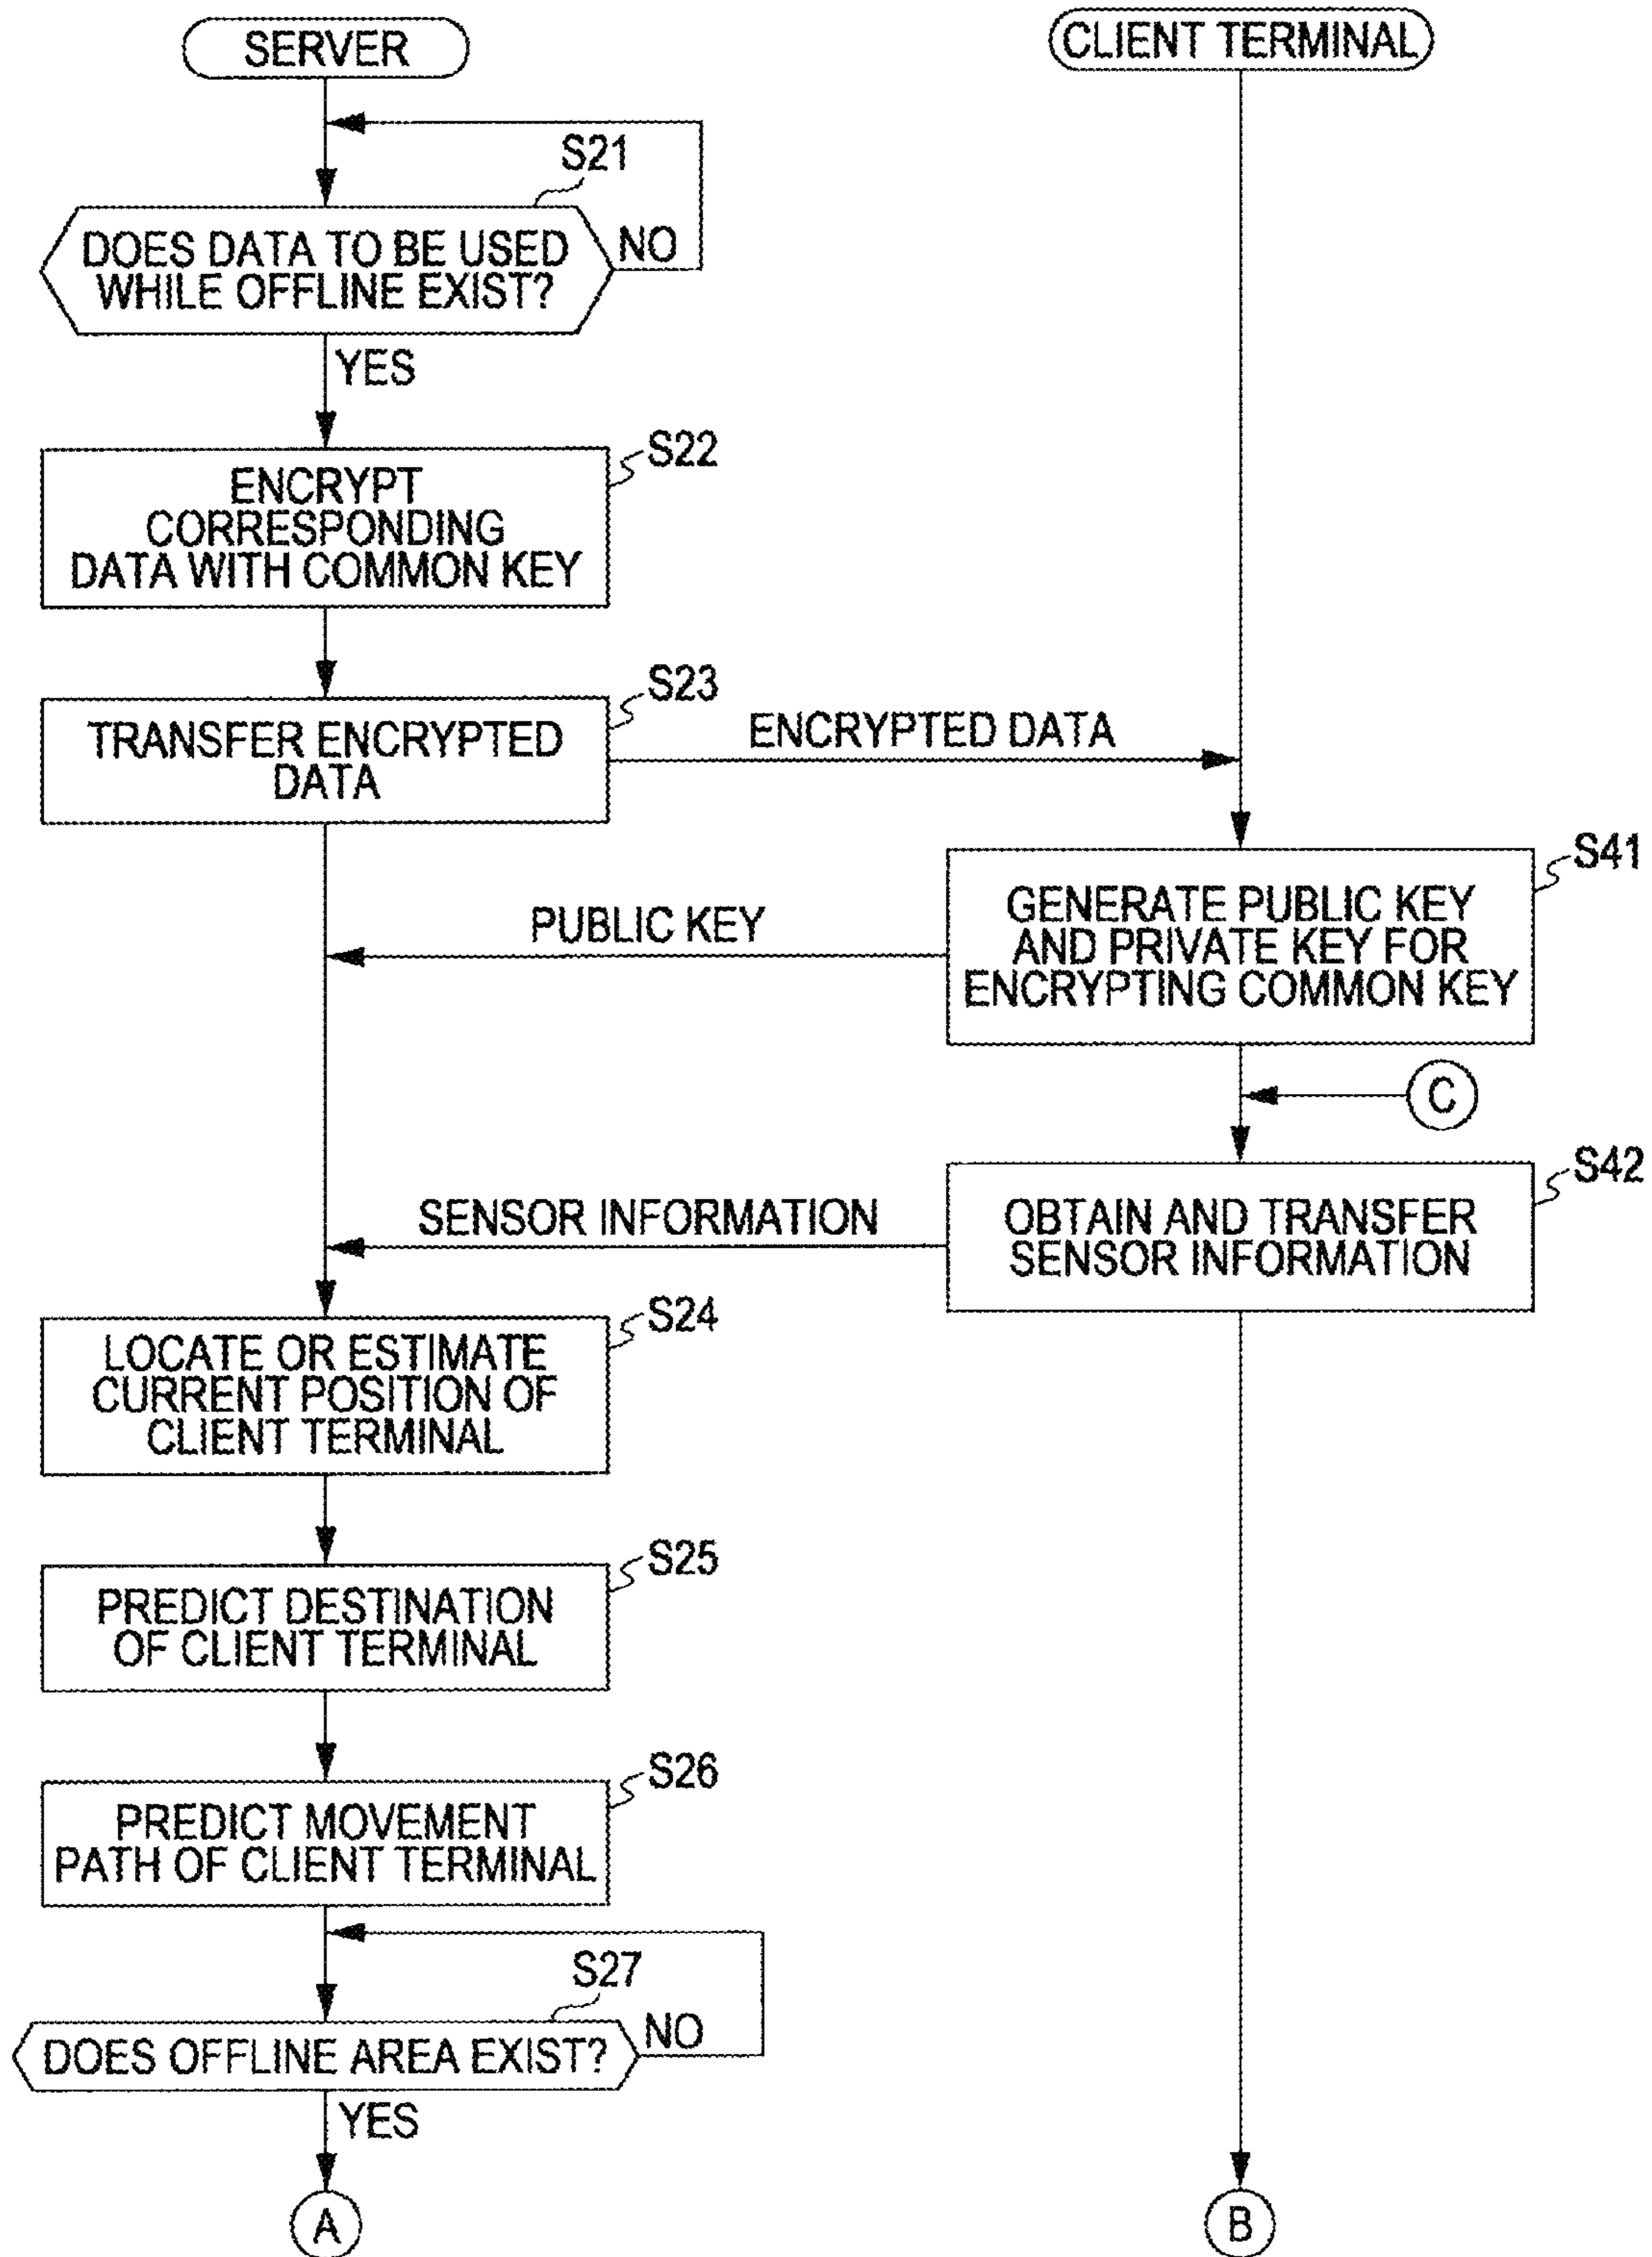 SERVER
CLIENT TERMINAL
S21
DOES DATA TO BE USED
WHILE OFFLINE EXIST?
NO
YES
S22
ENCRYPT
CORRESPONDING
DATA WITH COMMON KEY
S23
TRANSFER ENCRYPTED
DATA
ENCRYPTED DATA
S41
GENERATE PUBLIC KEY
AND PRIVATE KEY FOR
ENCRYPTING COMMON KEY
PUBLIC KEY
C
S42
OBTAIN AND TRANSFER
SENSOR INFORMATION
SENSOR INFORMATION
S24
LOCATE OR ESTIMATE
CURRENT POSITION OF
CLIENT TERMINAL
S25
PREDICT DESTINATION
OF CLIENT TERMINAL
S26
PREDICT MOVEMENT
PATH OF CLIENT TERMINAL
S27
DOES OFFLINE AREA EXIST?
NO
YES
A
B